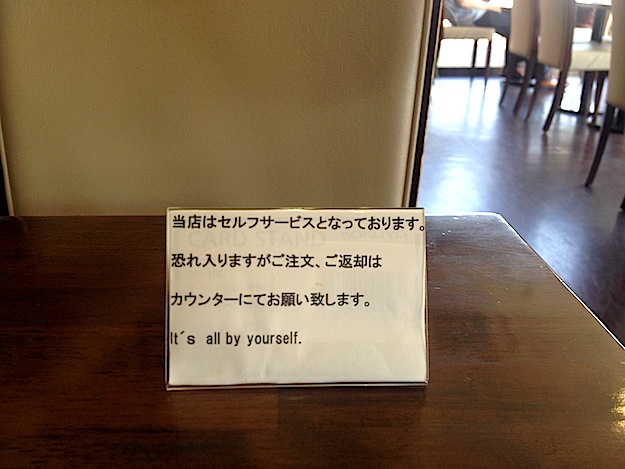 当店はセルフサービスとなっております。
CARD STAND
恐れ入りますがご注文、ご返却は
カウンターにてお願い致します。
It´s all by yourself.